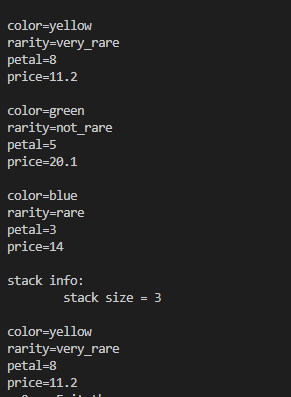 color=yellow
rarity=very_rare
petal=8
price=11.2
color=green
rarity=not_rare
petal=5
price=20.1
color=blue
rarity=rare
petal=3
price=14
stack info:
stack size = 3
color=yellow
rarity=very_rare
petal=8
price=11.2